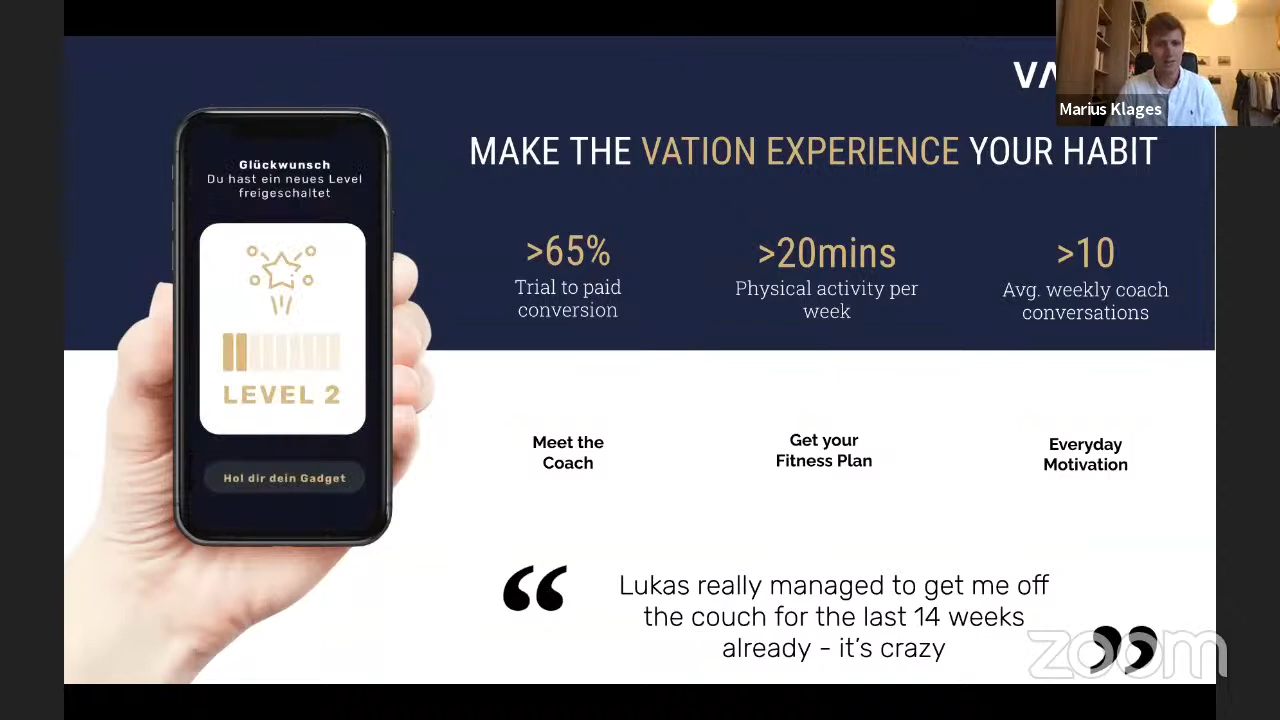 VA
Marius Klages
MAKE THE VATION EXPERIENCE YOUR HABIT
Glückwunsch
Du hast ein neues Level
freigeschaltet
LEVEL 2
Hol dir dein Gadget
>65%
Trial to paid
conversion
>20mins
Physical activity per
week
>10
Avg. weekly coach
conversations
Meet the
Coach
Get your
Fitness Plan
Everyday
Motivation
“
Lukas really managed to get me off
the couch for the last 14 weeks
already - it’s crazy
”
zoom